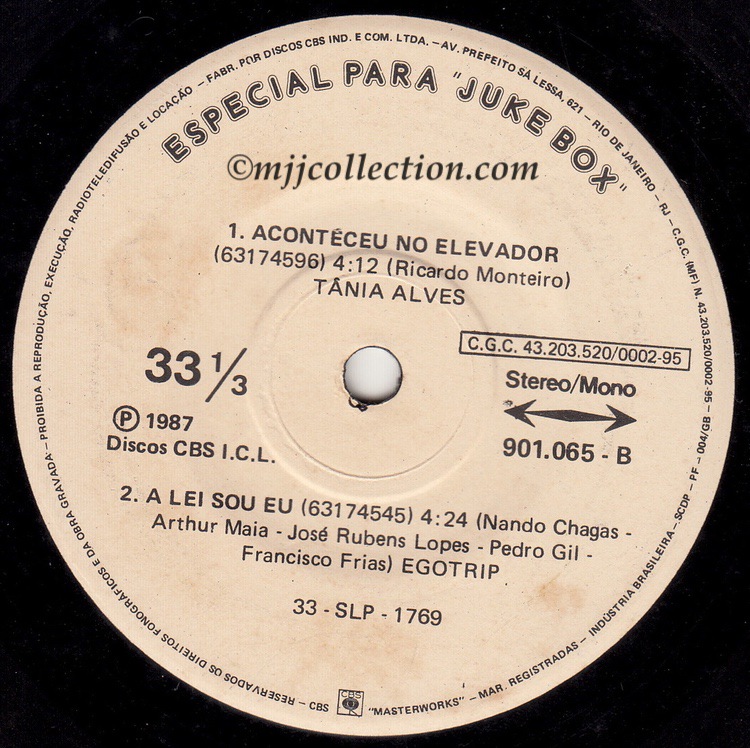 RESERVADOS OS DIREITOS FONOGRÁFICOS E DA OBRA GRAVADA - PROIBIDA A REPRODUÇÃO, EXECUÇÃO, RADIOTELEDIFUSÃO E LOCAÇÃO - FABR. POR DISCOS CBS IND. E COM. LTDA. - AV. PREFEITO SÁ LESSA, 621 - RIO DE JANEIRO - RJ - C.G.C. (MF) N. 43.203.520/0002-95 - SCDP - PF - 004/GB - INDÚSTRIA BRASILEIRA - MAR. REGISTRADAS - "MASTERWORKS" CBS - CBS
ESPECIAL PARA "JUKE BOX"
©mjjcollection.com
1. ACONTECEU NO ELEVADOR
(63174596) 4:12 (Ricardo Monteiro)
TÂNIA ALVES
C.G.C. 43.203.520/0002-95
33 1/3
Stereo/Mono
Ⓟ 1987
Discos CBS I.C.L.
901.065 - B
2. A LEI SOU EU (63174545) 4:24 (Nando Chagas -
Arthur Maia - José Rubens Lopes - Pedro Gil -
Francisco Frias) EGOTRIP
33 - SLP - 1769